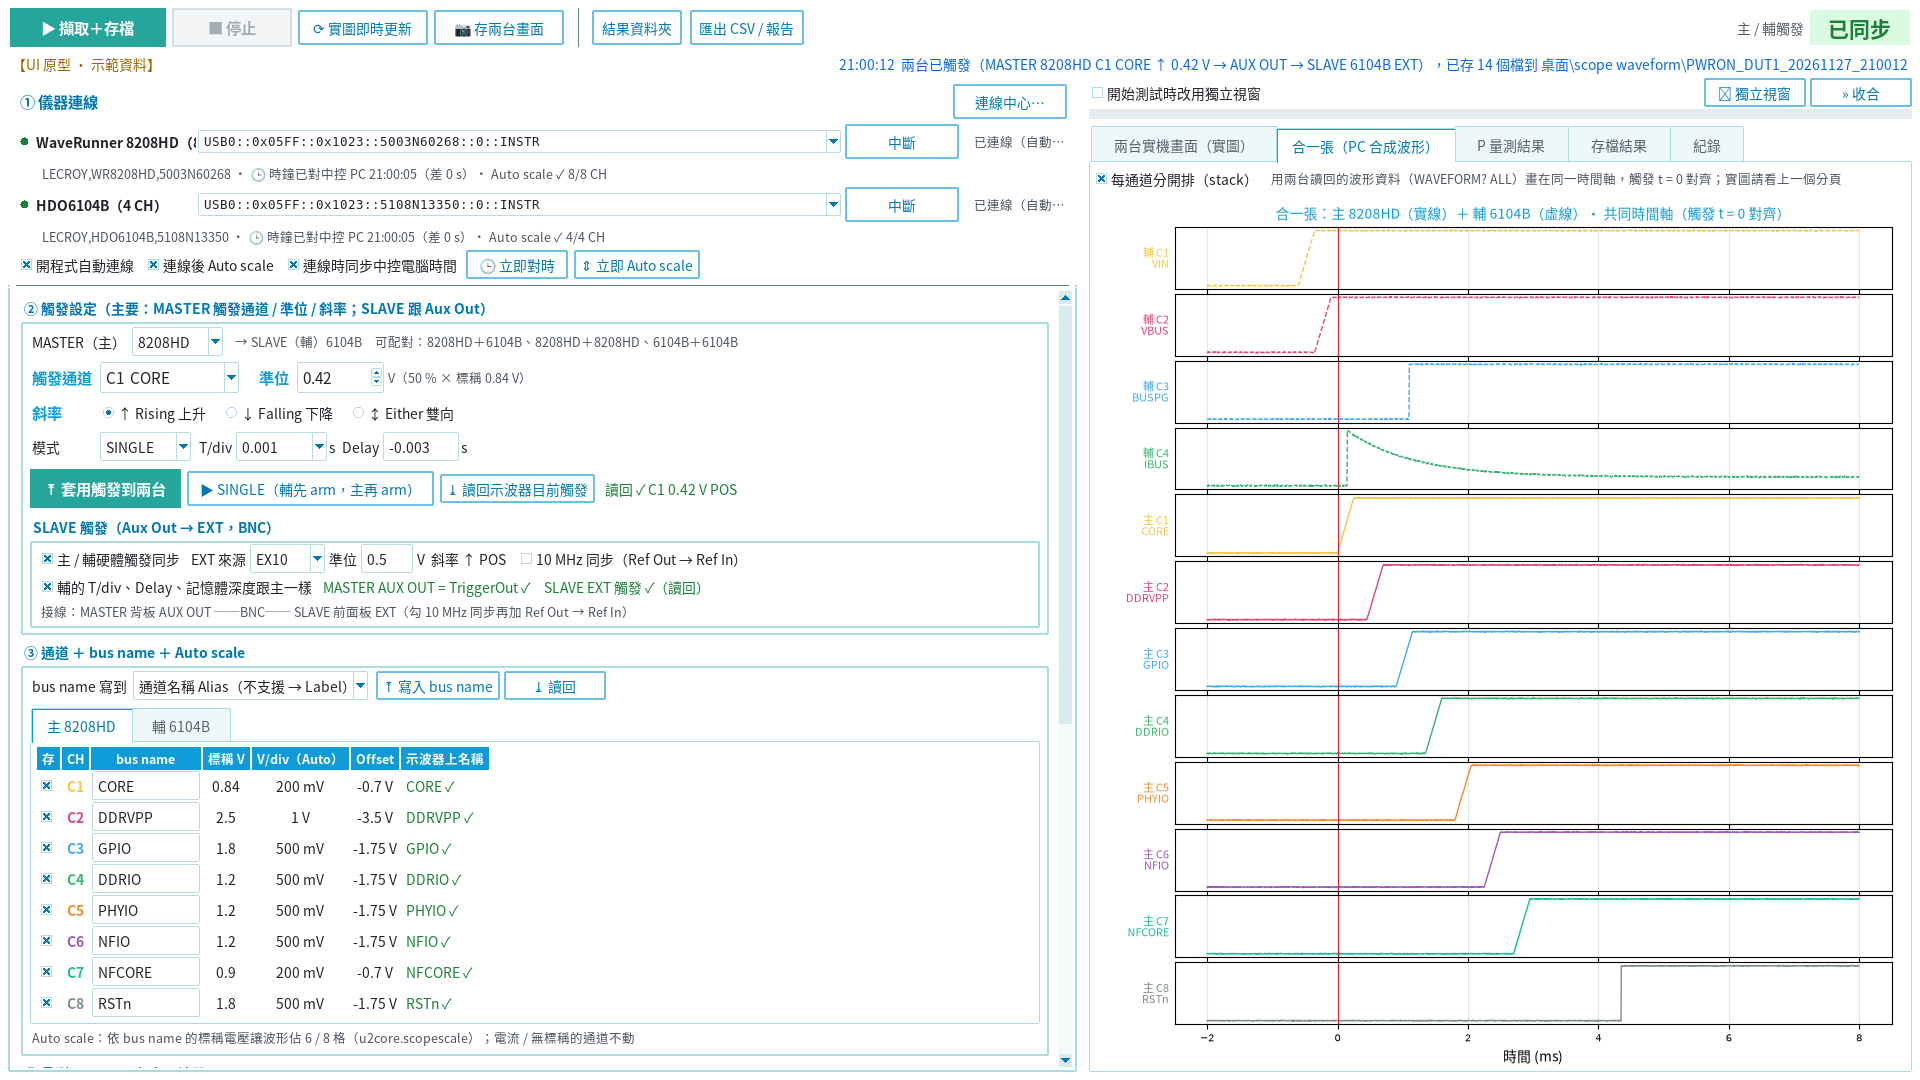 ▶ 擷取＋存檔
■ 停止
⟳ 實圖即時更新
📷 存兩台畫面
結果資料夾
匯出 CSV / 報告
主 / 輔觸發
已同步
【UI 原型 · 示範資料】
21:00:12 兩台已觸發（MASTER 8208HD C1 CORE ↑ 0.42 V → AUX OUT → SLAVE 6104B EXT），已存 14 個檔到 桌面\scope waveform\PWRON_DUT1_20261127_210012
① 儀器連線
連線中心⋯
WaveRunner 8208HD
USB0::0x05FF::0x1023::5003N60268::0::INSTR
中斷
已連線（自動⋯
LECROY,WR8208HD,5003N60268 · 🕒 時鐘已對中控 PC 21:00:05（差 0 s）· Auto scale ✓ 8/8 CH
HDO6104B（4 CH）
USB0::0x05FF::0x1023::5108N13350::0::INSTR
中斷
已連線（自動⋯
LECROY,HDO6104B,5108N13350 · 🕒 時鐘已對中控 PC 21:00:05（差 0 s）· Auto scale ✓ 4/4 CH
開程式自動連線
連線後 Auto scale
連線時同步中控電腦時間
🕒 立即對時
↕ 立即 Auto scale
② 觸發設定（主要：MASTER 觸發通道 / 準位 / 斜率；SLAVE 跟 Aux Out）
MASTER（主）
8208HD
→ SLAVE（輔）6104B 可配對：8208HD＋6104B、8208HD＋8208HD、6104B＋6104B
觸發通道
C1 CORE
準位
0.42
V（50 % × 標稱 0.84 V）
斜率
↑ Rising 上升
↓ Falling 下降
↕ Either 雙向
模式
SINGLE
T/div
0.001
s
Delay
-0.003
s
⤒ 套用觸發到兩台
▶ SINGLE（輔先 arm，主再 arm）
⤓ 讀回示波器目前觸發
讀回 ✓ C1 0.42 V POS
SLAVE 觸發（Aux Out → EXT，BNC）
主 / 輔硬體觸發同步
EXT 來源
EX10
準位
0.5
V 斜率 ↑ POS
10 MHz 同步（Ref Out → Ref In）
輔的 T/div、Delay、記憶體深度跟主一樣
MASTER AUX OUT = TriggerOut ✓
SLAVE EXT 觸發 ✓（讀回）
接線：MASTER 背板 AUX OUT ───BNC─── SLAVE 前面板 EXT（勾 10 MHz 同步再加 Ref Out → Ref In）
③ 通道 ＋ bus name ＋ Auto scale
bus name 寫到
通道名稱 Alias（不支援 → Label）
⤒ 寫入 bus name
⤓ 讀回
主 8208HD
輔 6104B
存 CH bus name 標稱 V V/div（Auto） Offset 示波器上名稱
C1 CORE 0.84 200 mV -0.7 V CORE ✓
C2 DDRVPP 2.5 1 V -3.5 V DDRVPP ✓
C3 GPIO 1.8 500 mV -1.75 V GPIO ✓
C4 DDRIO 1.2 500 mV -1.75 V DDRIO ✓
C5 PHYIO 1.2 500 mV -1.75 V PHYIO ✓
C6 NFIO 1.2 500 mV -1.75 V NFIO ✓
C7 NFCORE 0.9 200 mV -0.7 V NFCORE ✓
C8 RSTn 1.8 500 mV -1.75 V RSTn ✓
Auto scale：依 bus name 的標稱電壓讓波形佔 6 / 8 格（u2core.scopescale）；電流 / 無標稱的通道不動
開始測試時改用獨立視窗
獨立視窗
» 收合
兩台實機畫面（實圖）
合一張（PC 合成波形）
P 量測結果
存檔結果
紀錄
每通道分開排（stack）
用兩台讀回的波形資料（WAVEFORM? ALL）畫在同一時間軸，觸發 t = 0 對齊；實圖請看上一個分頁
合一張：主 8208HD（實線）＋ 輔 6104B（虛線）· 共同時間軸（觸發 t = 0 對齊）
輔 C1
VIN
輔 C2
VBUS
輔 C3
BUSPG
輔 C4
IBUS
主 C1
CORE
主 C2
DDRVPP
主 C3
GPIO
主 C4
DDRIO
主 C5
PHYIO
主 C6
NFIO
主 C7
NFCORE
主 C8
RSTn
−2 0 2 4 6 8
時間 (ms)